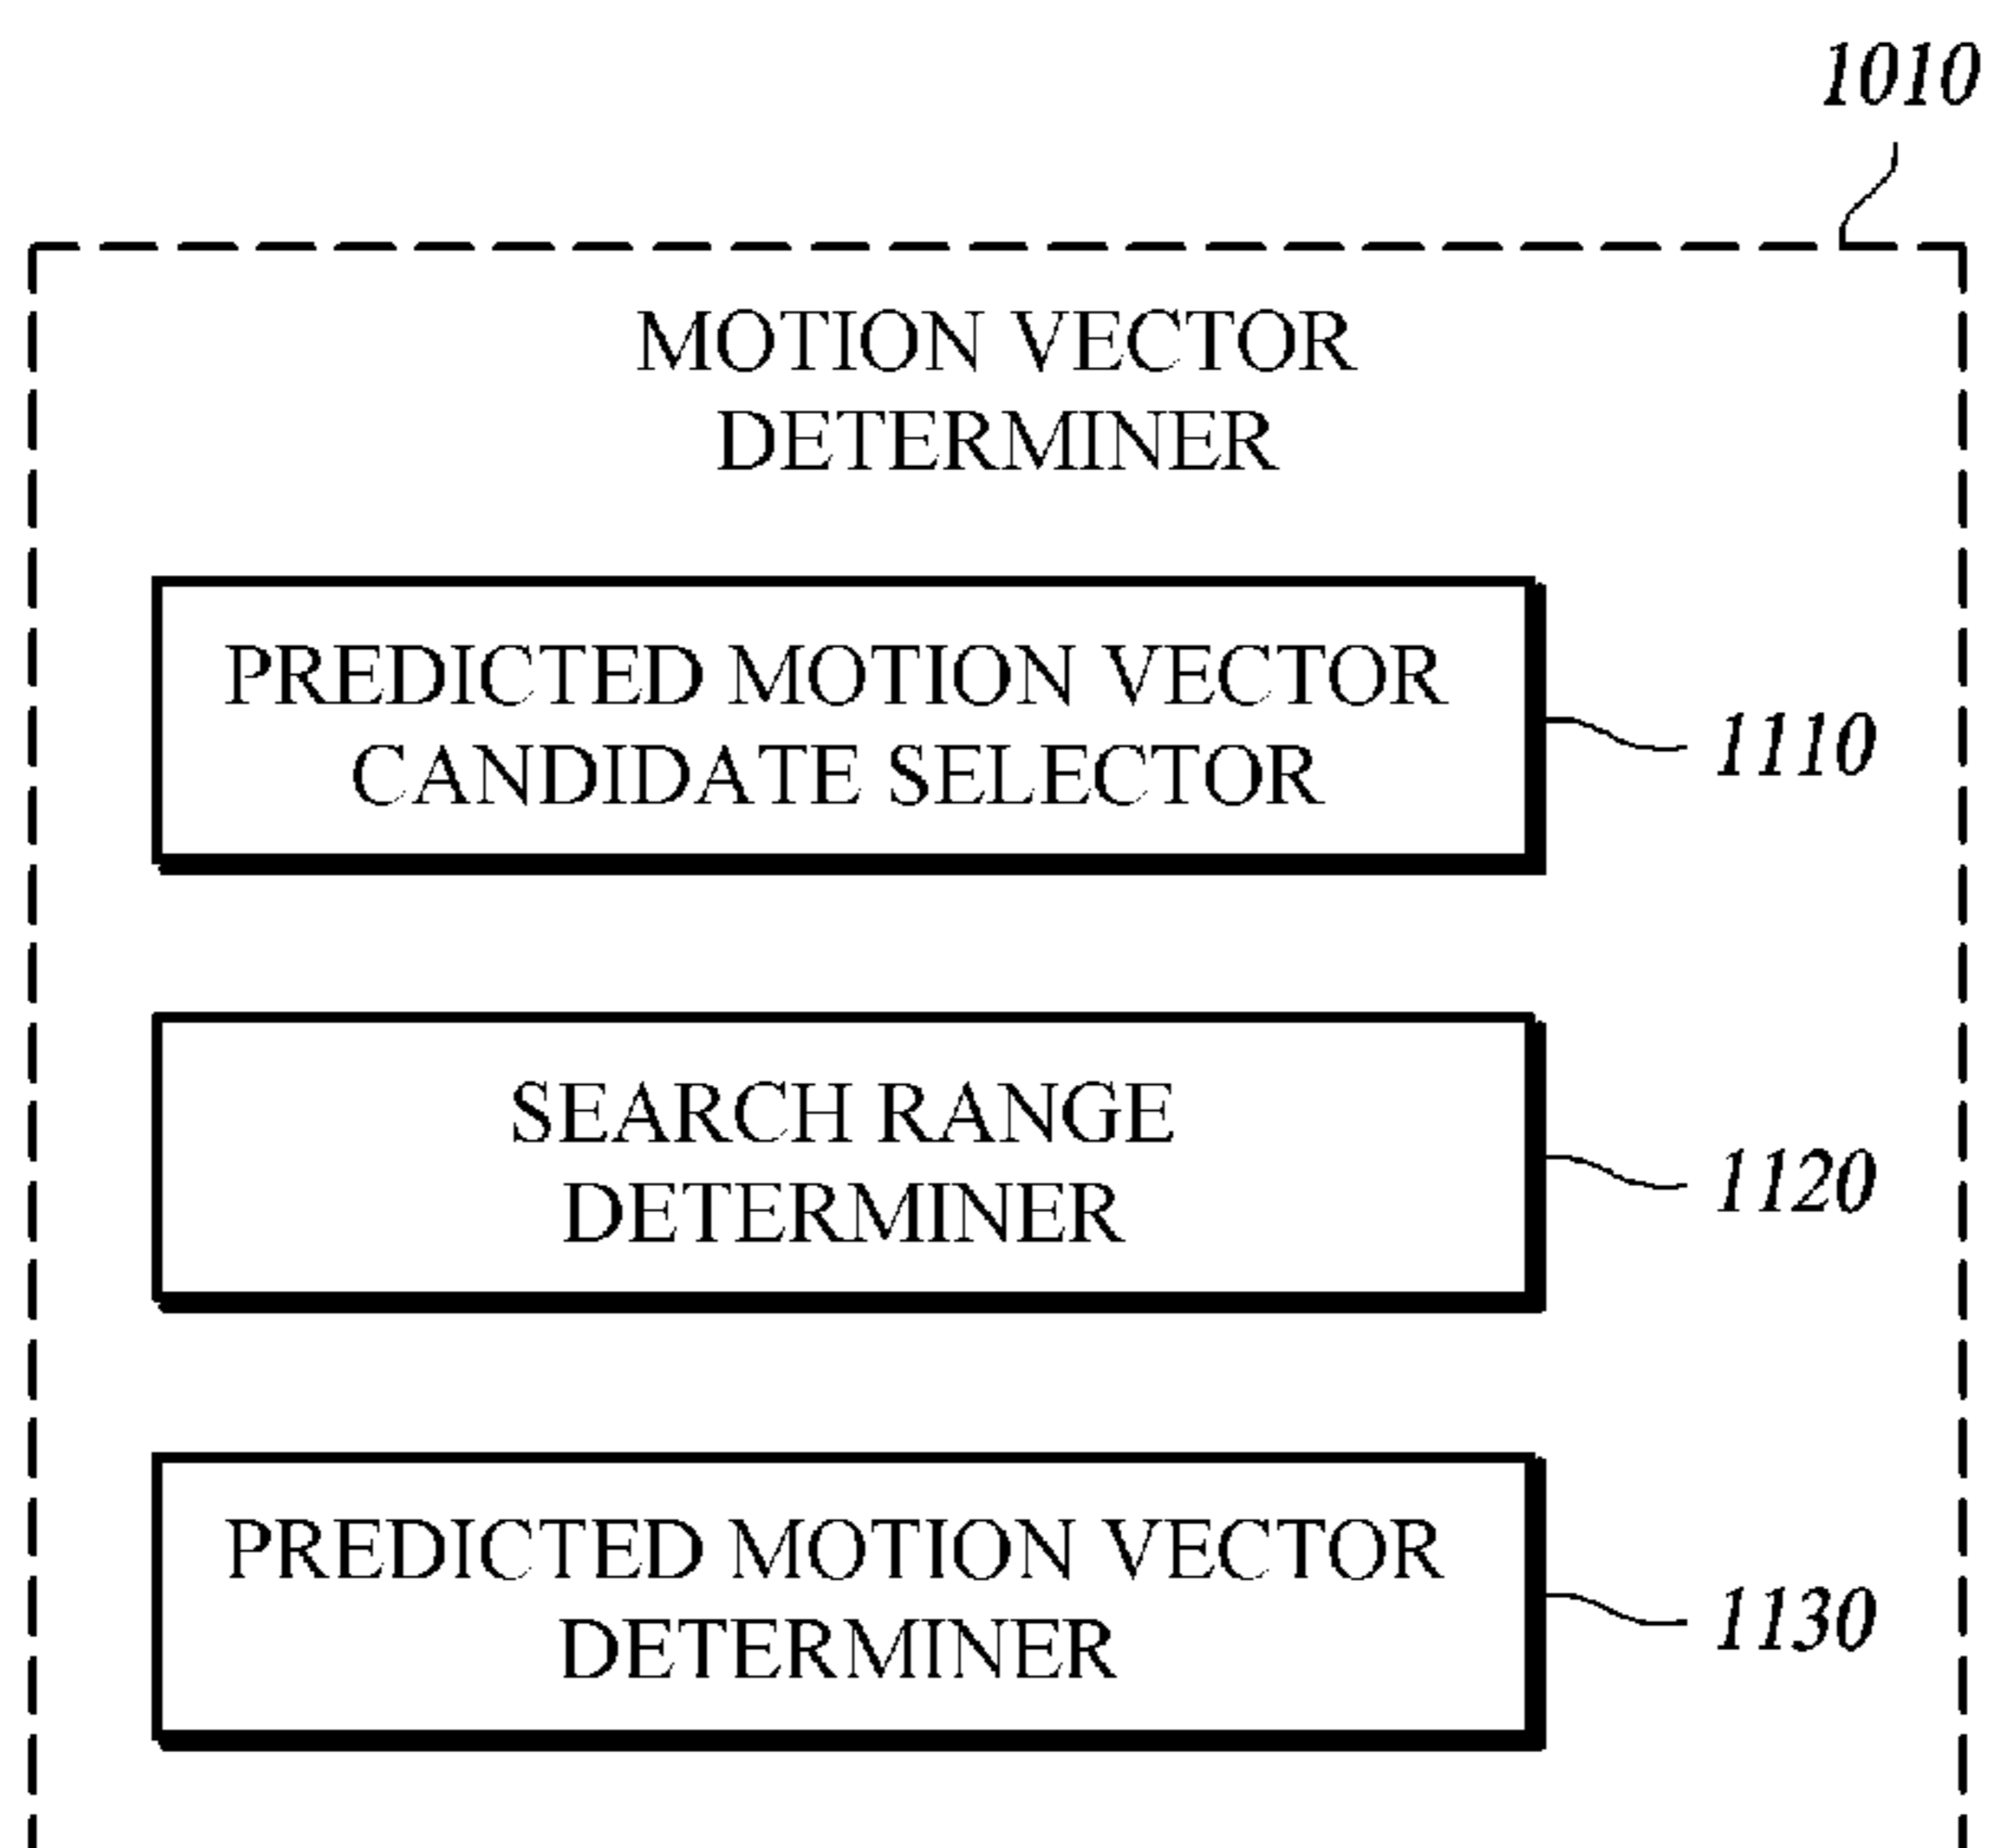 1010
MOTION VECTOR
DETERMINER
PREDICTED MOTION VECTOR
CANDIDATE SELECTOR
1110
SEARCH RANGE
DETERMINER
1120
PREDICTED MOTION VECTOR
DETERMINER
1130